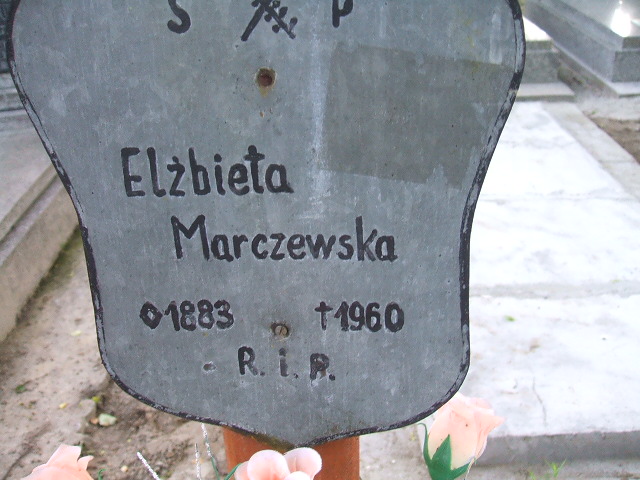 S P
Elżbieta
Marczewska
1883 †1960
R. i. P.